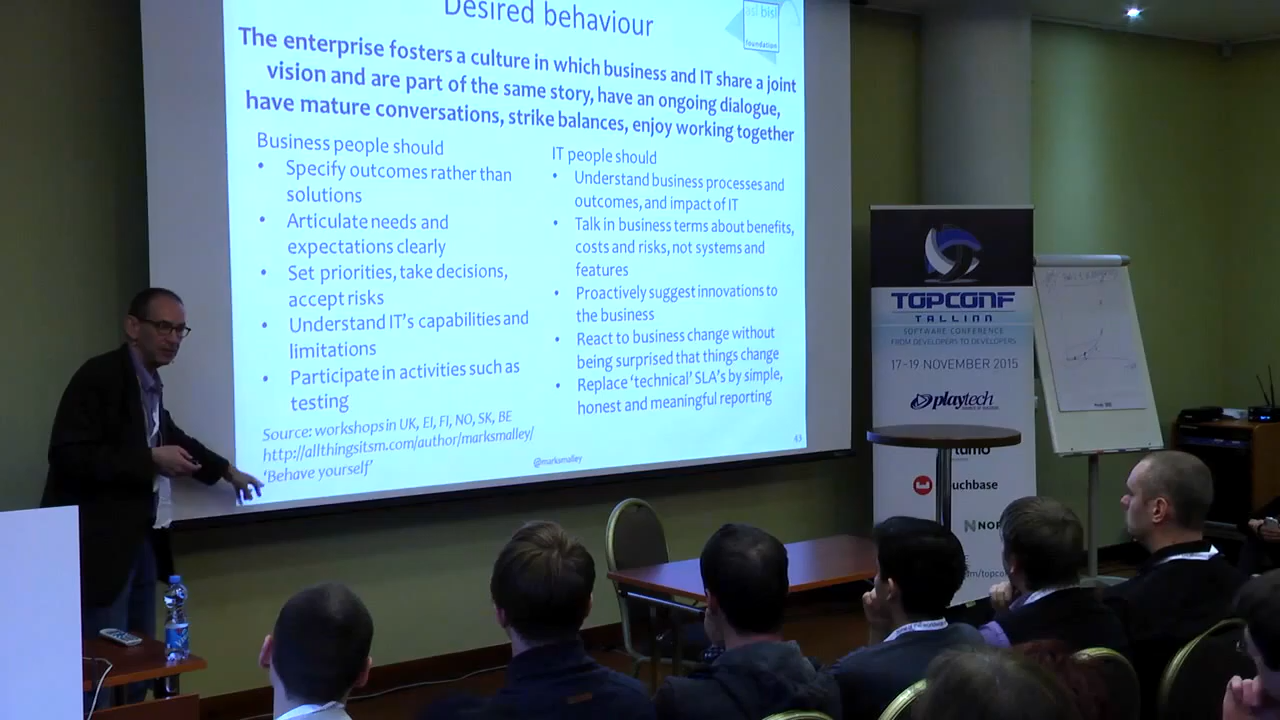 Desired behaviour
asl bisl
foundation
The enterprise fosters a culture in which business and IT share a joint
vision and are part of the same story, have an ongoing dialogue,
have mature conversations, strike balances, enjoy working together
Business people should
• Specify outcomes rather than
solutions
• Articulate needs and
expectations clearly
• Set priorities, take decisions,
accept risks
• Understand IT's capabilities and
limitations
• Participate in activities such as
testing
Source: workshops in UK, EI, FI, NO, SK, BE
http://allthingsitsm.com/author/marksmalley/
'Behave yourself'
IT people should
• Understand business processes and
outcomes, and impact of IT
• Talk in business terms about benefits,
costs and risks, not systems and
features
• Proactively suggest innovations to
the business
• React to business change without
being surprised that things change
• Replace 'technical' SLA's by simple,
honest and meaningful reporting
@marksmalley
43
TOPCONF
TALLINN
SOFTWARE CONFERENCE
FROM DEVELOPERS TO DEVELOPERS
17-19 NOVEMBER 2015
playtech
uchbase
NOR